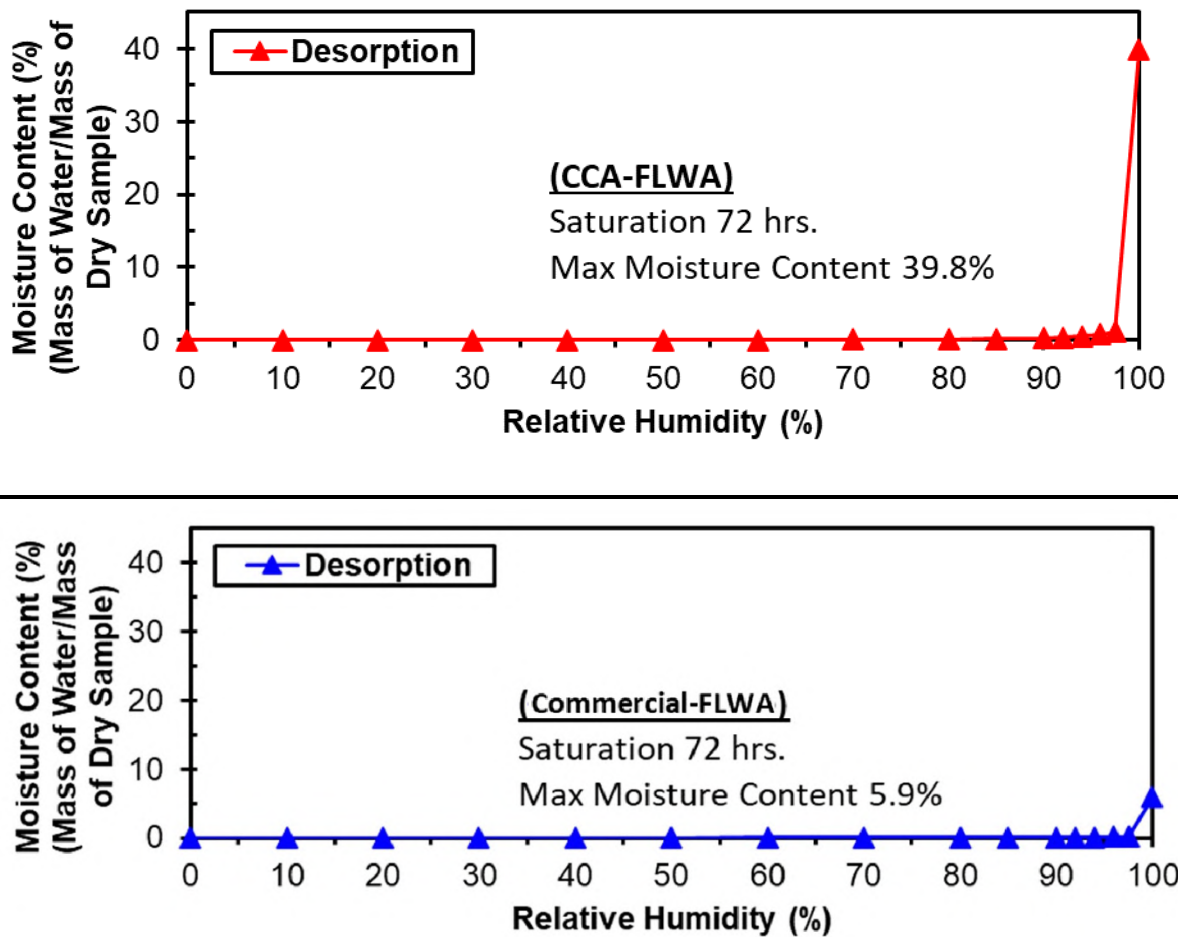 Moisture Content (%)
(Mass of Water/Mass of
Dry Sample)
40
30
20
10
0
Desorption
(CCA-FLWA)
Saturation 72 hrs.
Max Moisture Content 39.8%
0 10 20 30 40 50 60 70 80 90 100
Relative Humidity (%)
Moisture Content (%)
(Mass of Water/Mass
of Dry Sample)
40
30
20
10
0
Desorption
(Commercial-FLWA)
Saturation 72 hrs.
Max Moisture Content 5.9%
0 10 20 30 40 50 60 70 80 90 100
Relative Humidity (%)